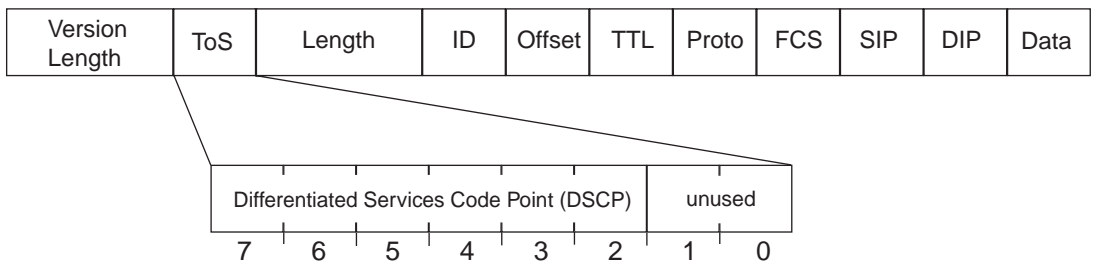 Version
Length
ToS
Length
ID
Offset
TTL
Proto
FCS
SIP
DIP
Data
Differentiated Services Code Point (DSCP)
unused
7 6 5 4 3 2 1 0